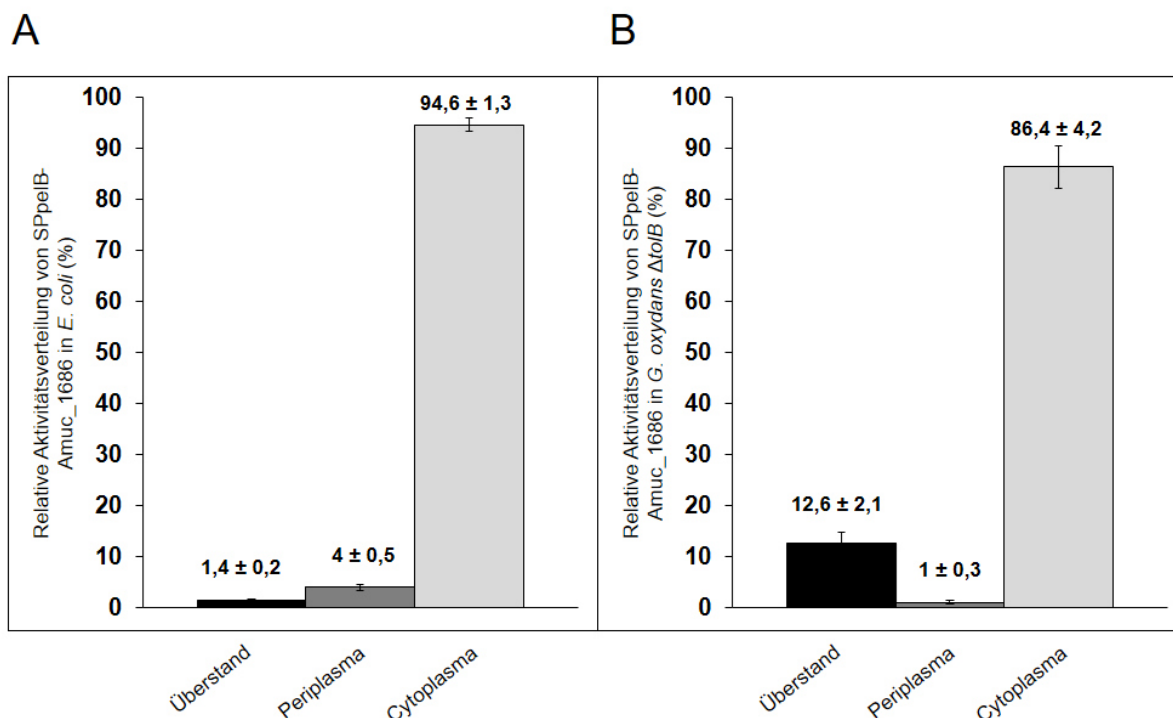 A
Relative Aktivitätsverteilung von SPpelB-
Amuc_1686 in E. coli (%)
100
90
80
70
60
50
40
30
20
10
0
94,6 ± 1,3
1,4 ± 0,2
4 ± 0,5
Überstand
Periplasma
Cytoplasma
B
Relative Aktivitätsverteilung von SPpelB-
Amuc_1686 in G. oxydans ΔtolB (%)
100
90
80
70
60
50
40
30
20
10
0
86,4 ± 4,2
12,6 ± 2,1
1 ± 0,3
Überstand
Periplasma
Cytoplasma